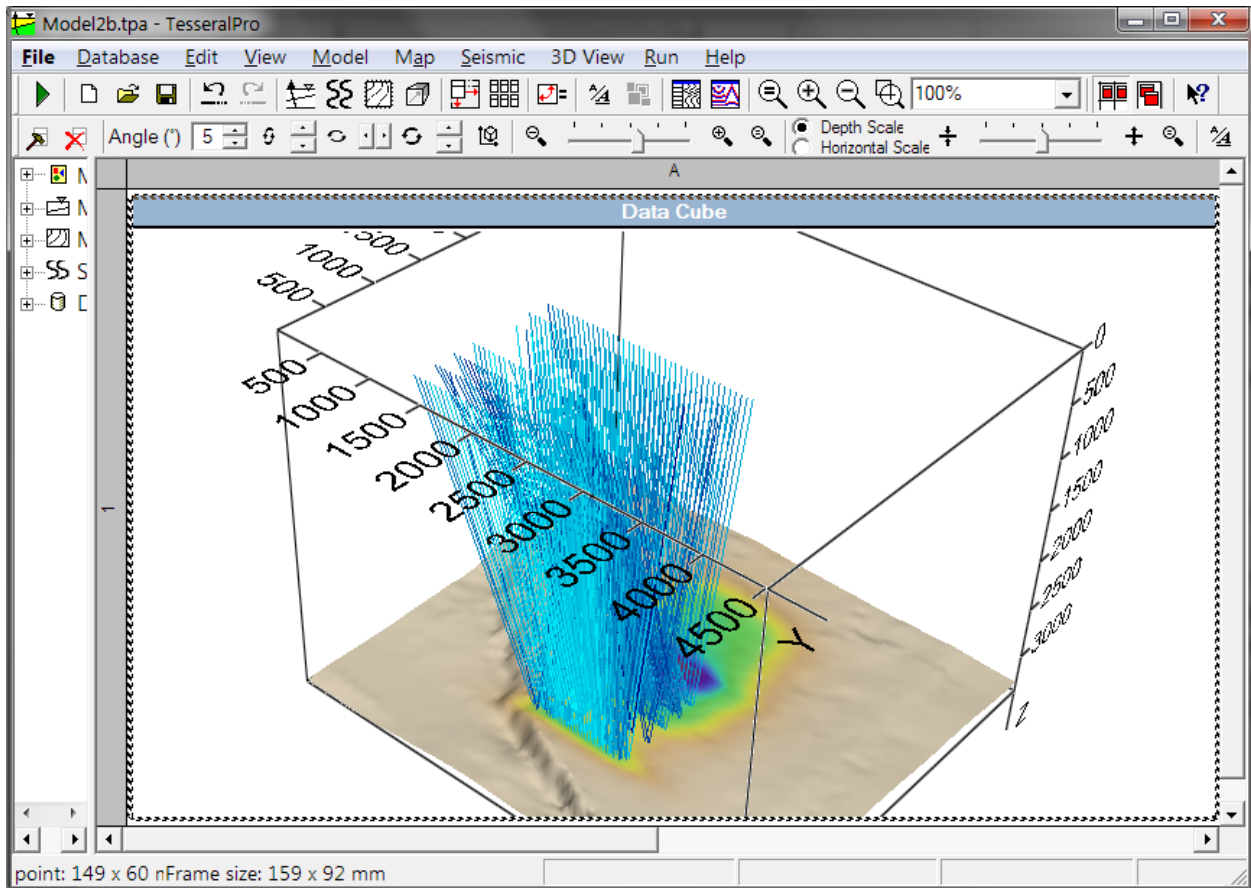 Model2b.tpa - TesseralPro
File Database Edit View Model Map Seismic 3D View Run Help
100%
Angle (°) 5 Depth Scale
Horizontal Scale
A
Data Cube
1
1500
1000
500
500
1000
1500
2000
2500
3000
3500
4000
4500
Y
0
500
1000
1500
2000
2500
3000
Z
point: 149 x 60 nFrame size: 159 x 92 mm